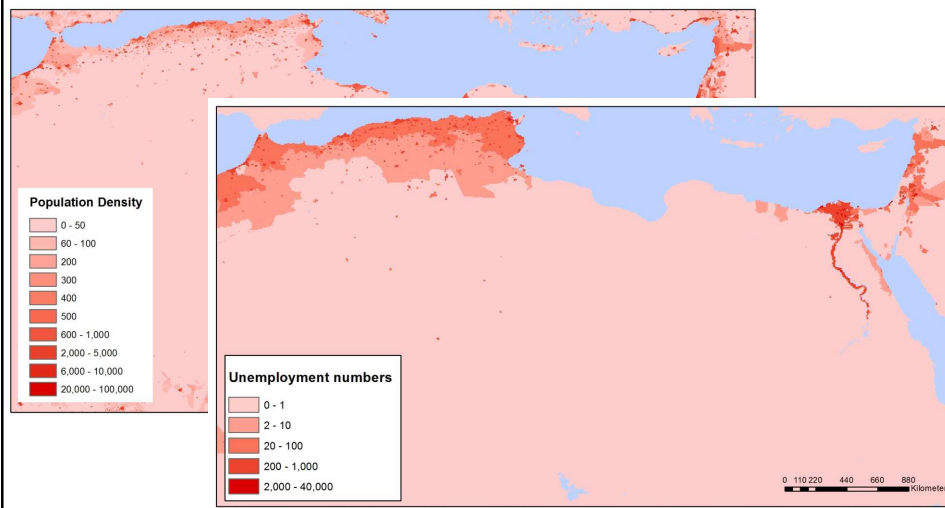 Population Density
0 - 50
60 - 100
200
300
400
500
600 - 1,000
2,000 - 5,000
6,000 - 10,000
20,000 - 100,000
Unemployment numbers
0 - 1
2 - 10
20 - 100
200 - 1,000
2,000 - 40,000
0 110 220 440 660 880
Kilometer